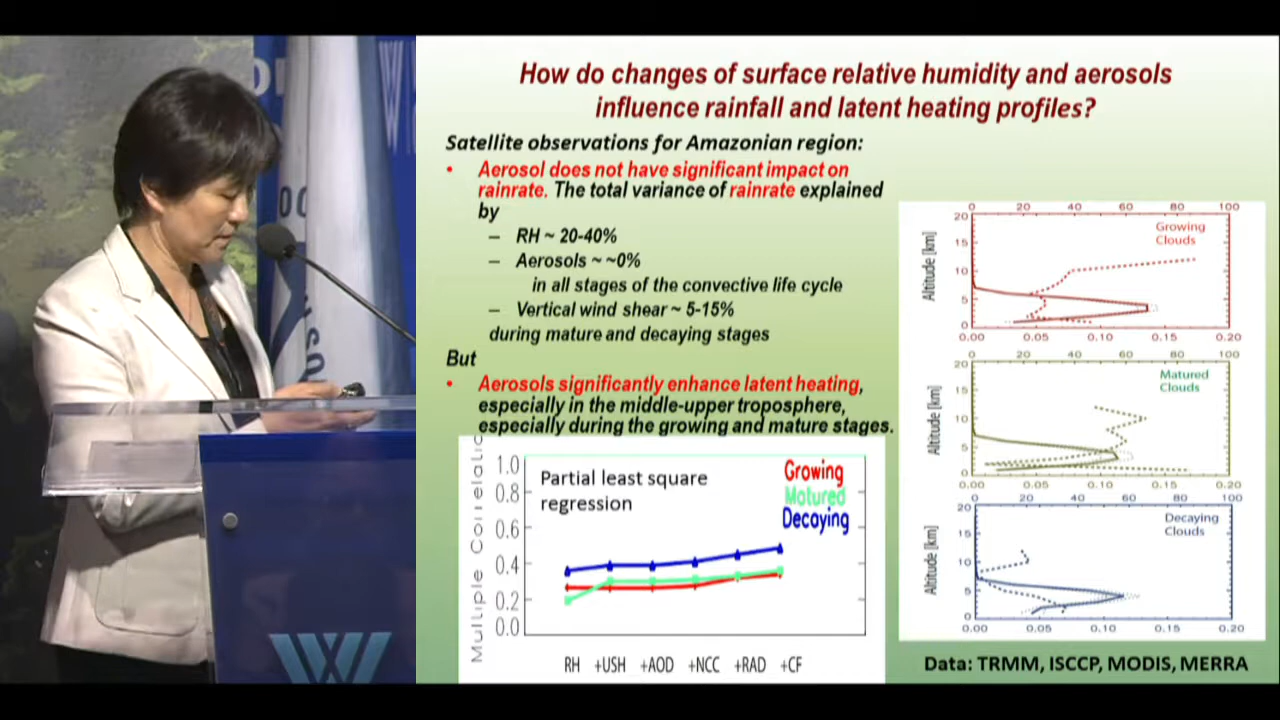 How do changes of surface relative humidity and aerosols
influence rainfall and latent heating profiles?
Satellite observations for Amazonian region:
• Aerosol does not have significant impact on
rainrate. The total variance of rainrate explained
by
– RH ~ 20-40%
– Aerosols ~ ~0%
in all stages of the convective life cycle
– Vertical wind shear ~ 5-15%
during mature and decaying stages
But
• Aerosols significantly enhance latent heating,
especially in the middle-upper troposphere,
especially during the growing and mature stages.
Multiple Correlatio
1.0
0.8
0.6
0.4
0.2
0.0
Partial least square
regression
Growing
Matured
Decaying
RH +USH +AOD +NCC +RAD +CF
0 20 40 60 80 100
Altitude [km]
20
15
10
5
0
Growing
Clouds
0.00 0.05 0.10 0.15 0.20
0 20 40 60 80 100
Altitude [km]
20
15
10
5
0
Matured
Clouds
0.00 0.05 0.10 0.15 0.20
0 20 40 60 80 100
Altitude [km]
20
15
10
5
0
Decaying
Clouds
0.00 0.05 0.10 0.15 0.20
Data: TRMM, ISCCP, MODIS, MERRA
W